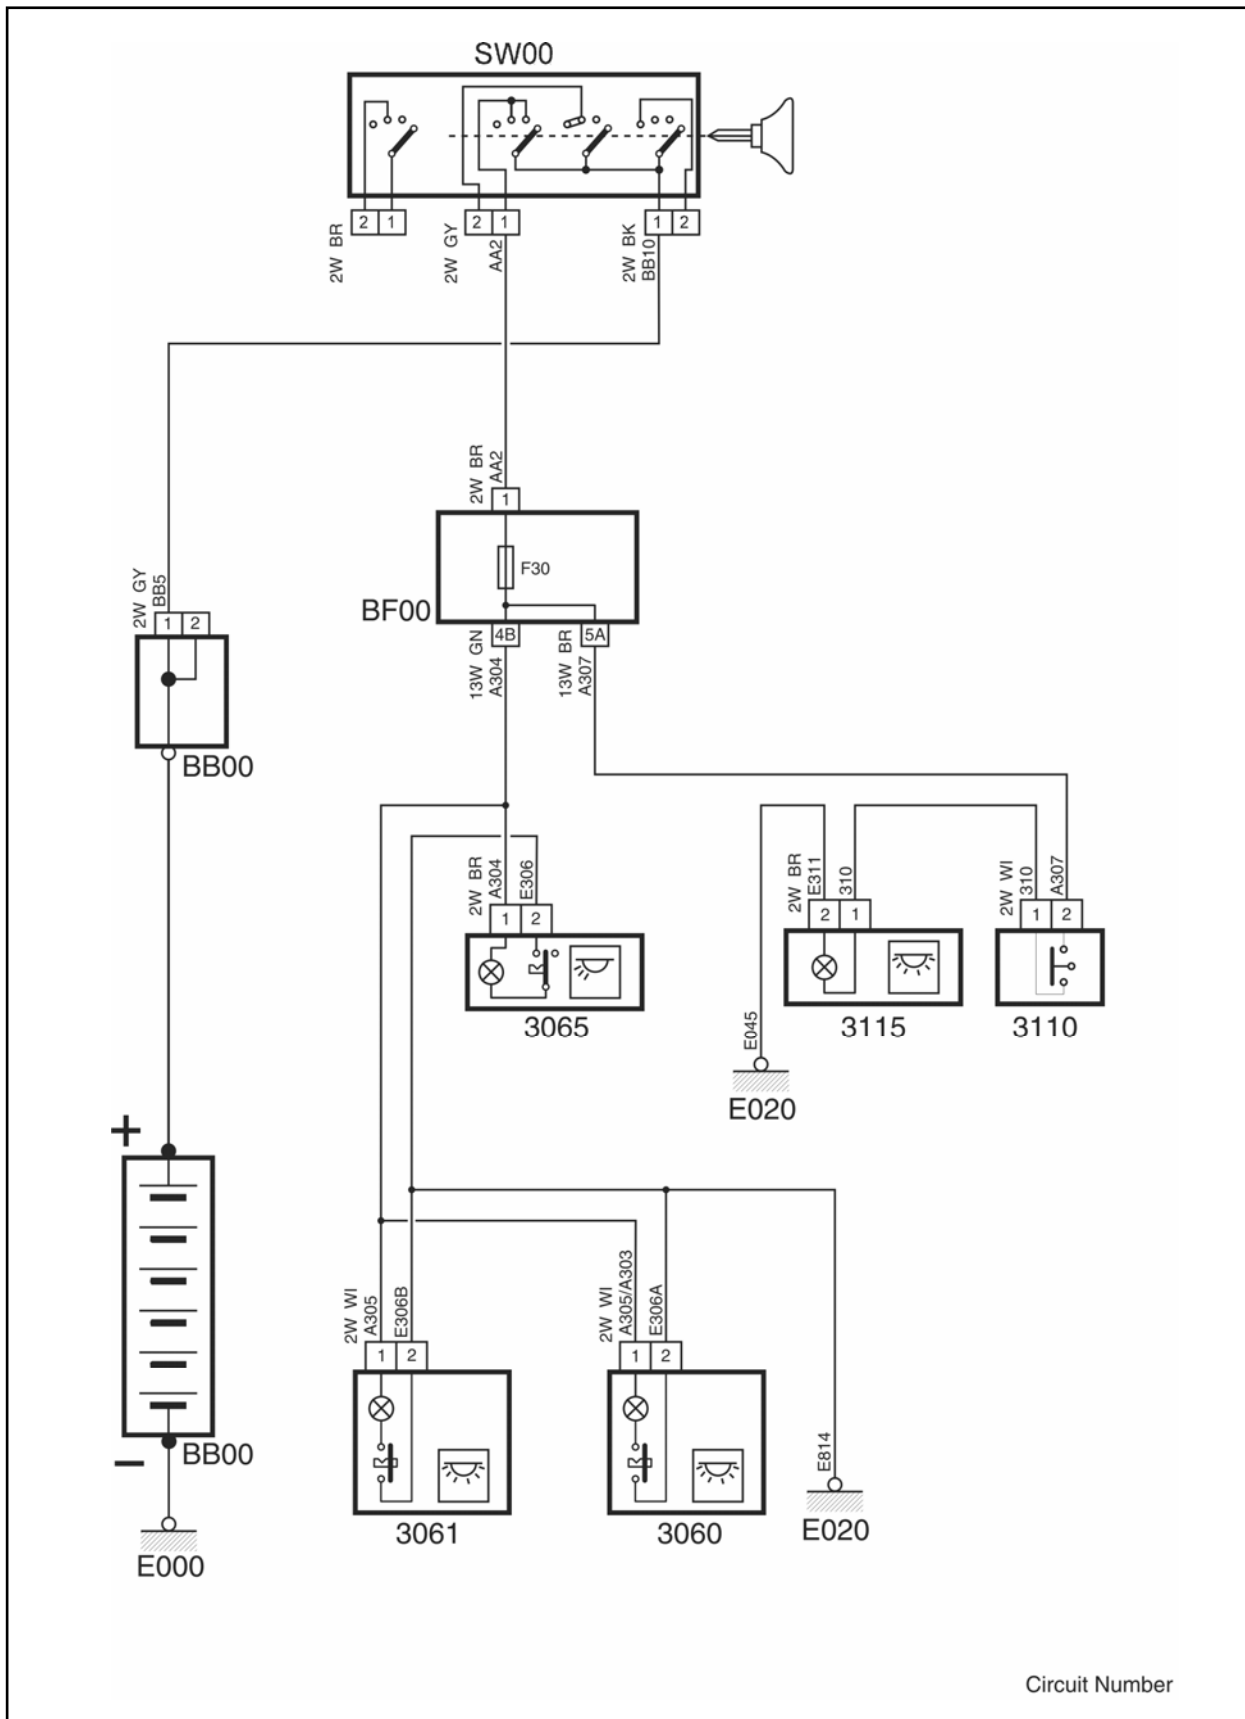 SW00
2 1
2 1
1 2
2W BR
2W GY
AA2
2W BK
BB10
2W BR
AA2
1
F30
BF00
2W GY
BB5
1 2
4B
5A
13W GN
A304
13W BR
A307
BB00
2W BR
A304
E306
1 2
3065
2W BR
E311
310
2 1
3115
2W WI
310
A307
1 2
3110
E045
E020
+
BB00
−
E000
2W WI
A305
E306B
1 2
3061
2W WI
A305/A303
E306A
1 2
3060
E814
E020
Circuit Number